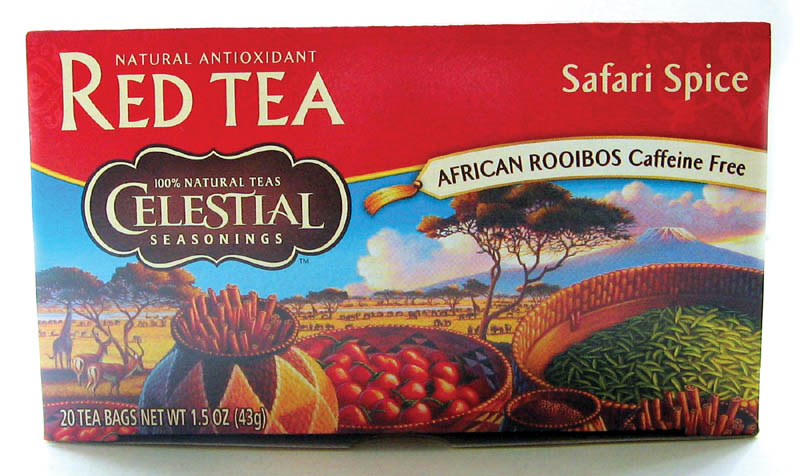 NATURAL ANTIOXIDANT
RED TEA
Safari Spice
AFRICAN ROOIBOS Caffeine Free
100% NATURAL TEAS
CELESTIAL
SEASONINGS™
20 TEA BAGS NET WT 1.5 OZ (43g)